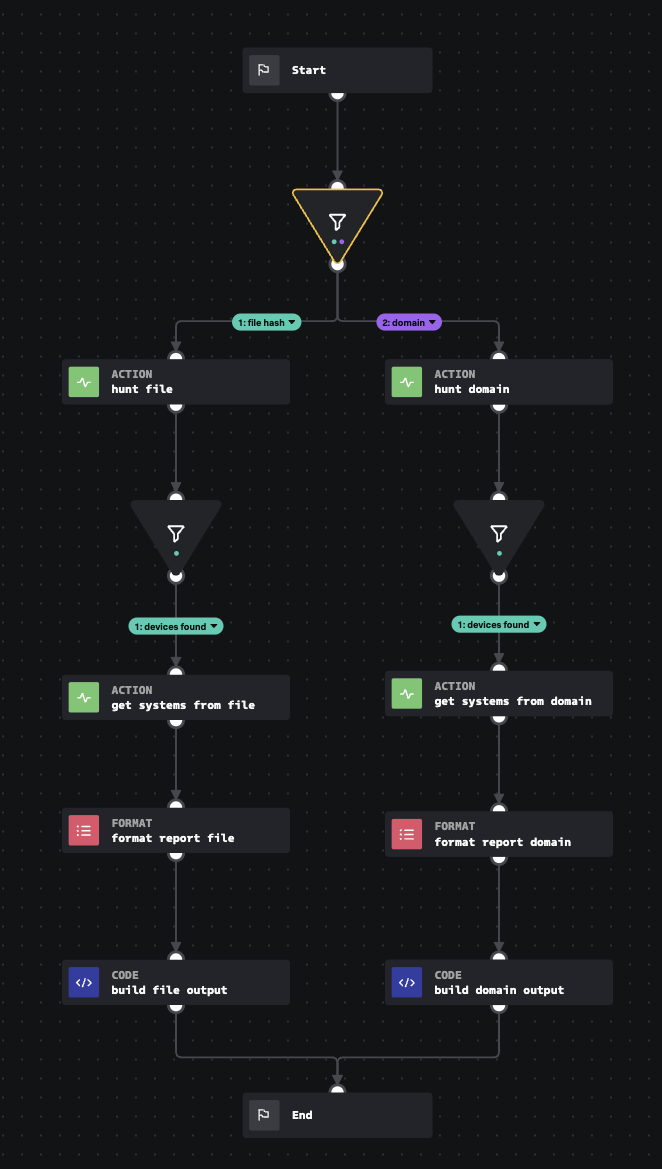 Start
1: file hash
2: domain
ACTION
hunt file
ACTION
hunt domain
1: devices found
1: devices found
ACTION
get systems from file
ACTION
get systems from domain
FORMAT
format report file
FORMAT
format report domain
CODE
build file output
CODE
build domain output
End